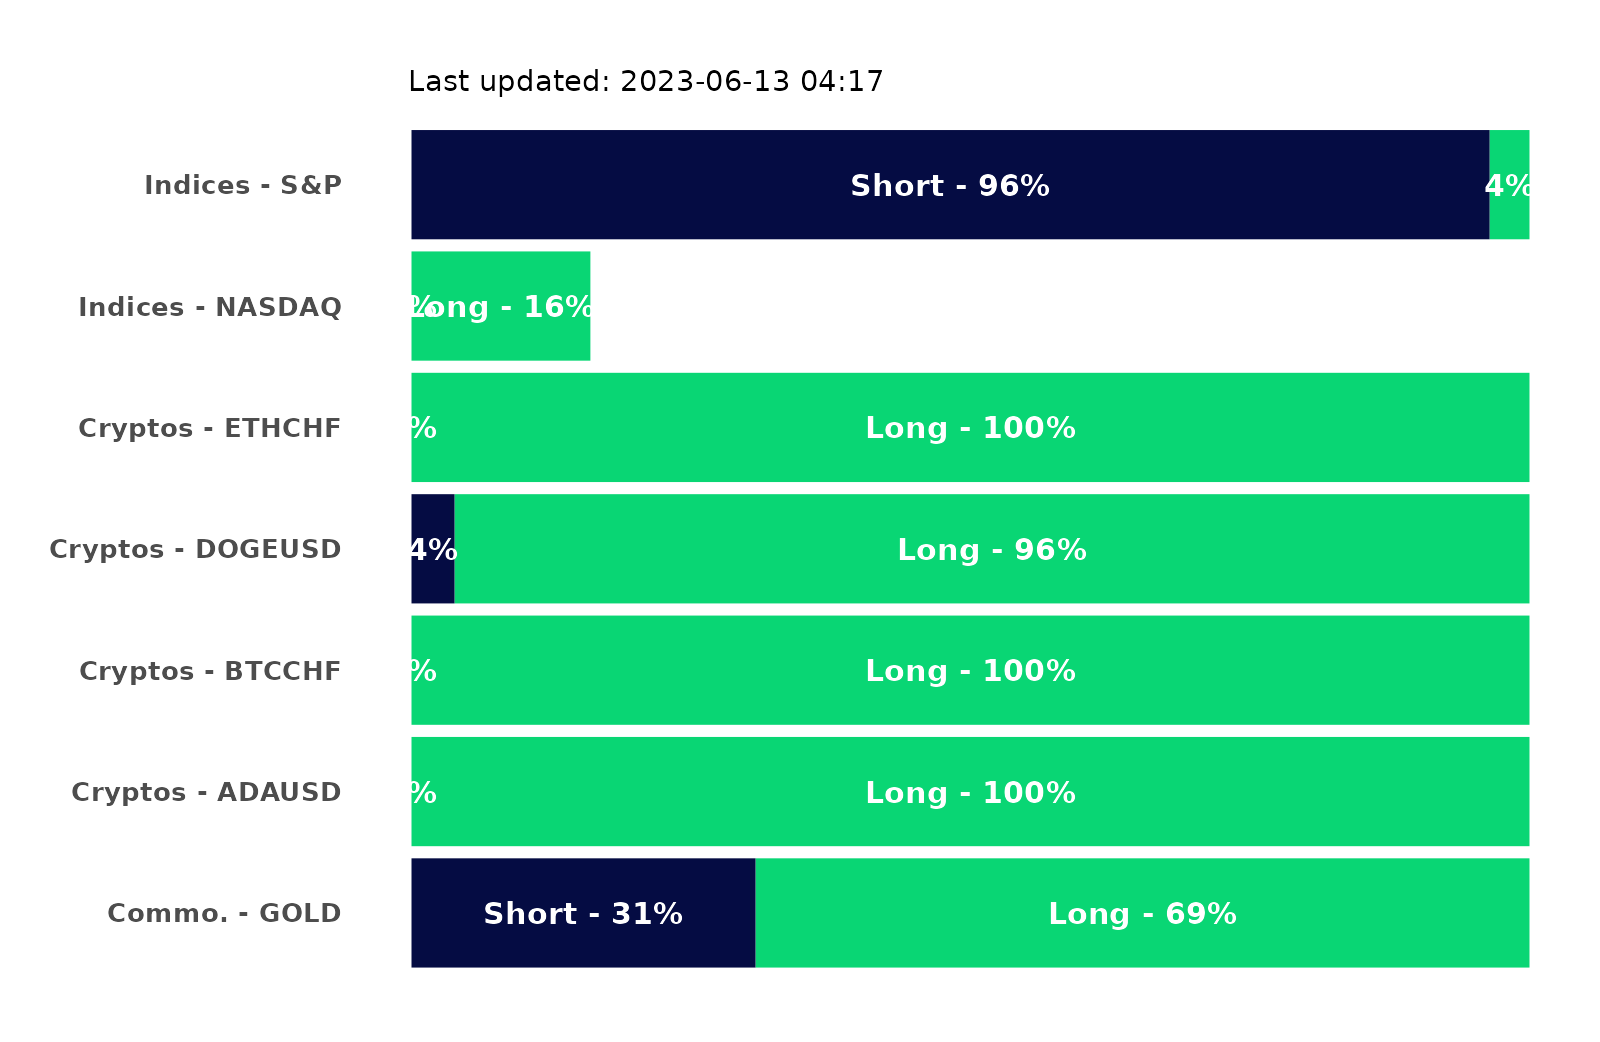 Last updated: 2023-06-13 04:17
Indices - S&P Short - 96% 4%
Indices - NASDAQ % Long - 16%
Cryptos - ETHCHF % Long - 100%
Cryptos - DOGEUSD 4% Long - 96%
Cryptos - BTCCHF % Long - 100%
Cryptos - ADAUSD % Long - 100%
Commo. - GOLD Short - 31% Long - 69%